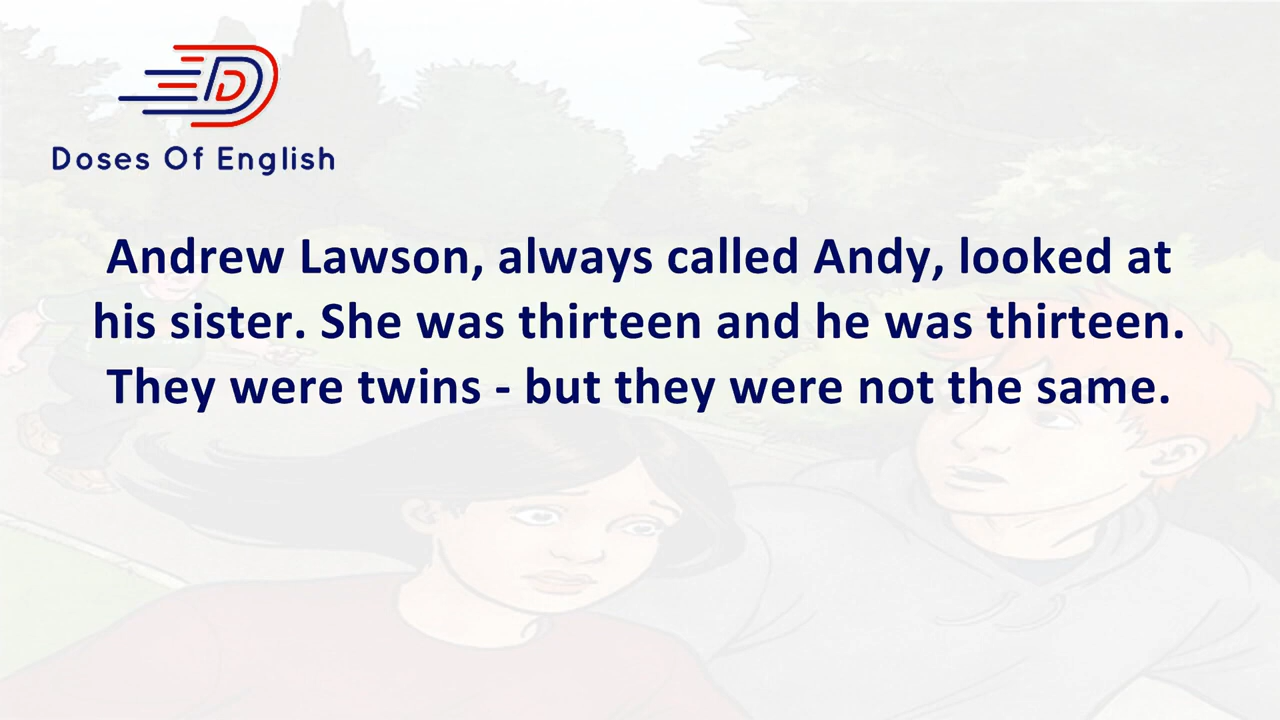 Doses Of English
Andrew Lawson, always called Andy, looked at
his sister. She was thirteen and he was thirteen.
They were twins - but they were not the same.